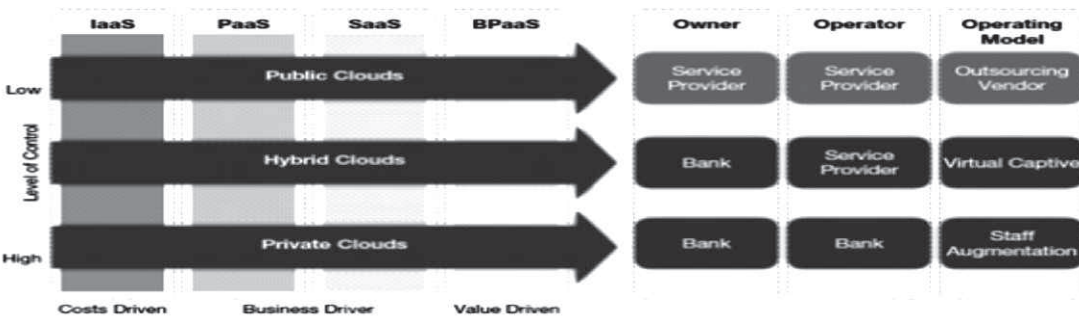 IaaS PaaS SaaS BPaaS Owner Operator Operating
Model
Public Clouds
Service
Provider
Service
Provider
Outsourcing
Vendor
Low
Level of Control
Hybrid Clouds
Bank
Service
Provider
Virtual Captive
Private Clouds
Bank
Bank
Staff
Augmentation
High
Costs Driven Business Driver Value Driven